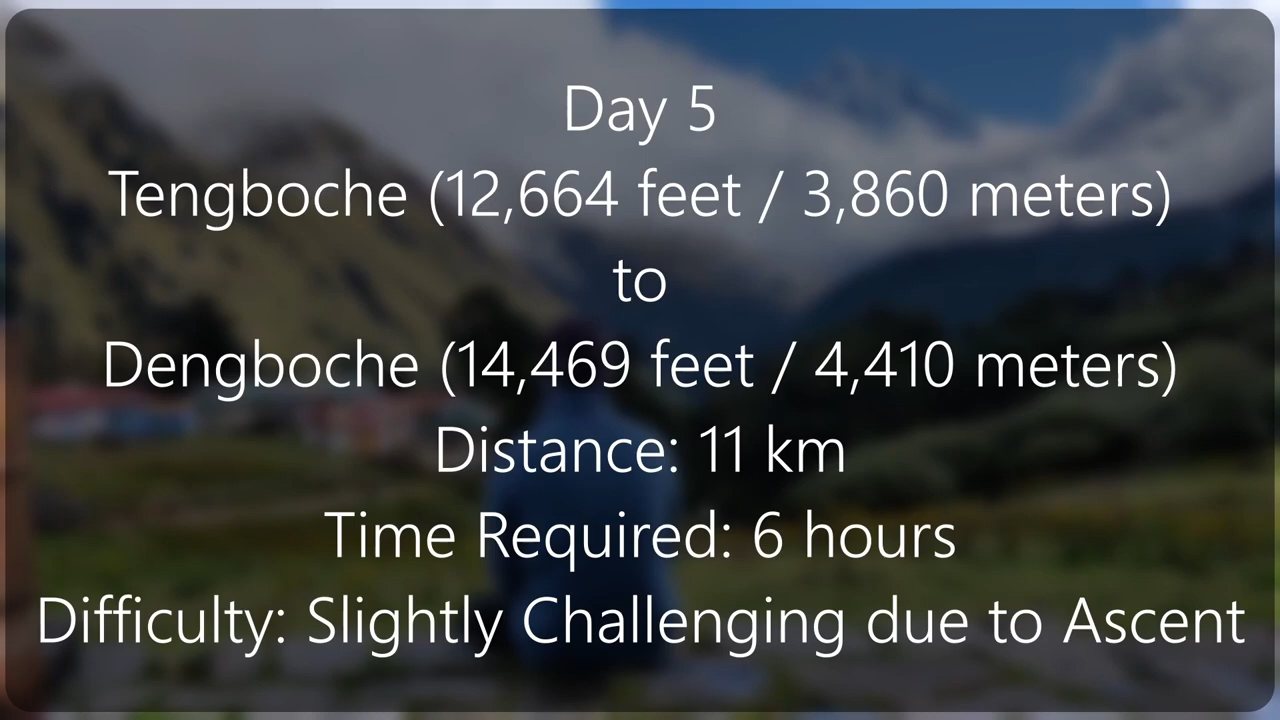 Day 5
Tengboche (12,664 feet / 3,860 meters)
to
Dengboche (14,469 feet / 4,410 meters)
Distance: 11 km
Time Required: 6 hours
Difficulty: Slightly Challenging due to Ascent